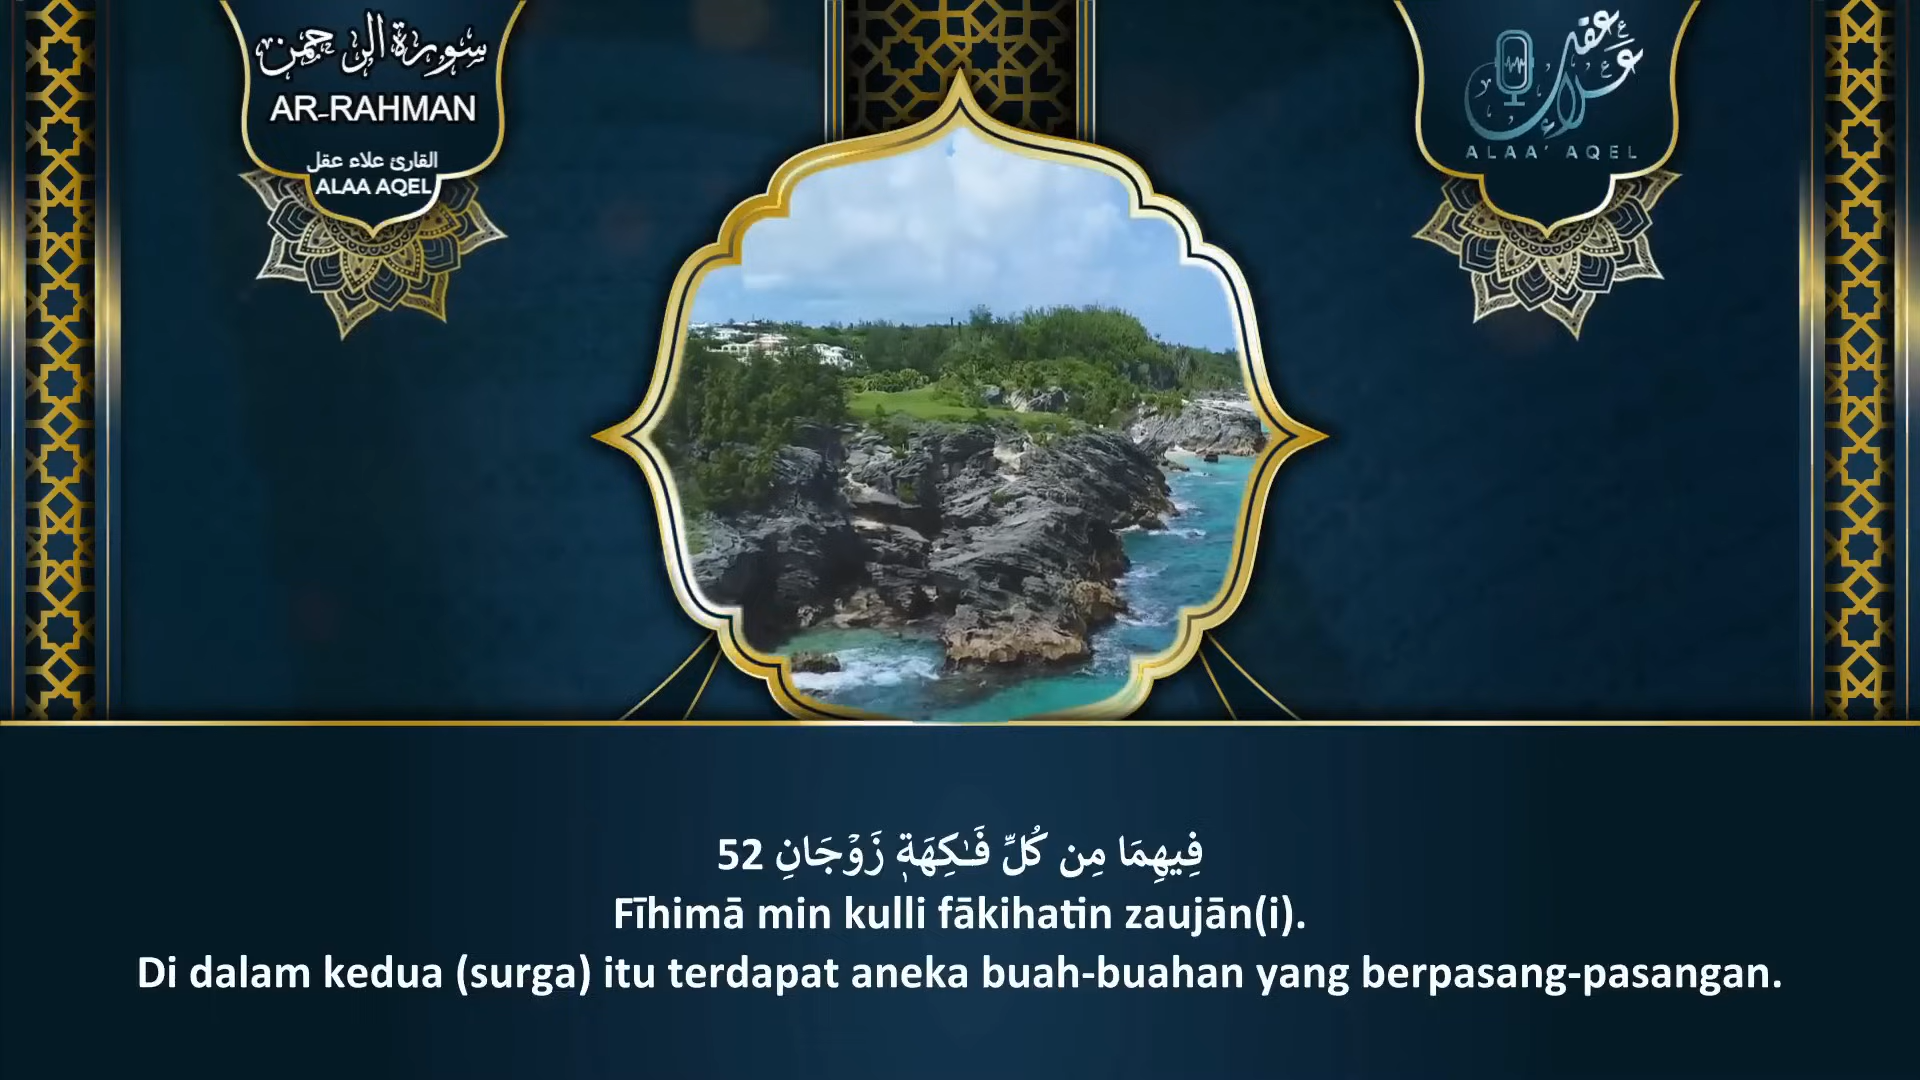 سورة الرحمن
AR-RAHMAN
القارئ علاء عقل
ALAA AQEL
علاء عقل
ALAA' AQEL
فِيهِمَا مِن كُلِّ فَـٰكِهَةٖ زَوۡجَانِ 52
Fīhimā min kulli fākihatin zaujān(i).
Di dalam kedua (surga) itu terdapat aneka buah-buahan yang berpasang-pasangan.